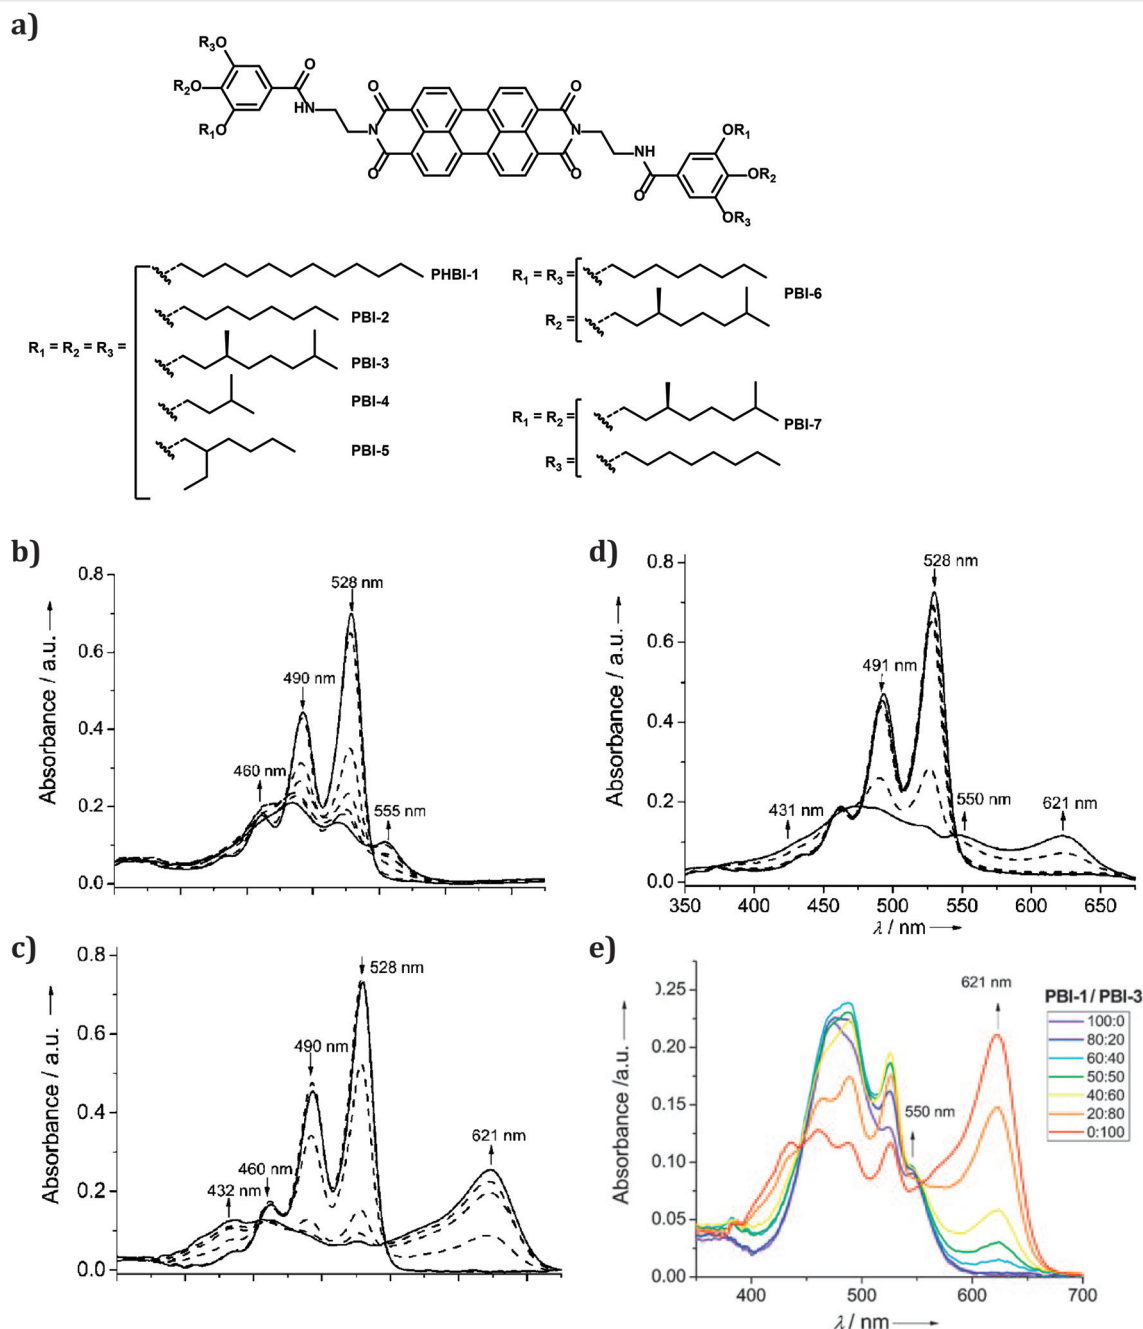 a)
R₃O
R₂O
R₁O
O
HN
O
O
N
O
O
N
O
O
NH
O
OR₁
OR₂
OR₃
R₁ = R₂ = R₃ =
PHBI-1
PBI-2
PBI-3
PBI-4
PBI-5
R₁ = R₃ =
R₂ =
PBI-6
R₁ = R₂ =
R₃ =
PBI-7
b)
Absorbance / a.u.
0.8
0.6
0.4
0.2
0.0
528 nm
490 nm
460 nm
555 nm
d)
Absorbance / a.u.
0.8
0.6
0.4
0.2
0.0
528 nm
491 nm
431 nm
550 nm
621 nm
350 400 450 500 550 600 650
λ / nm
c)
Absorbance / a.u.
0.8
0.6
0.4
0.2
0.0
528 nm
490 nm
460 nm
432 nm
621 nm
e)
Absorbance /a.u.
).25
0.20
0.15
0.10
0.05
0.00
621 nm
550 nm
PBI-1 / PBI-3
100:0
80:20
60:40
50:50
40:60
20:80
0:100
400 500 600 700
λ / nm